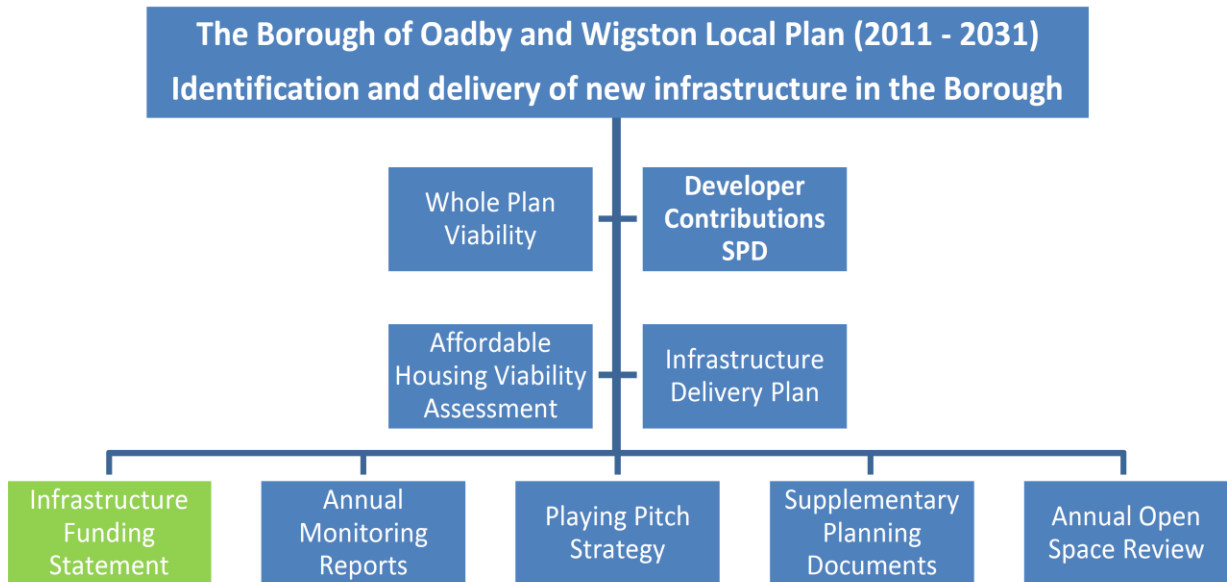 The Borough of Oadby and Wigston Local Plan (2011 - 2031)
Identification and delivery of new infrastructure in the Borough
Whole Plan
Viability
Developer
Contributions
SPD
Affordable
Housing Viability
Assessment
Infrastructure
Delivery Plan
Infrastructure
Funding
Statement
Annual
Monitoring
Reports
Playing Pitch
Strategy
Supplementary
Planning
Documents
Annual Open
Space Review